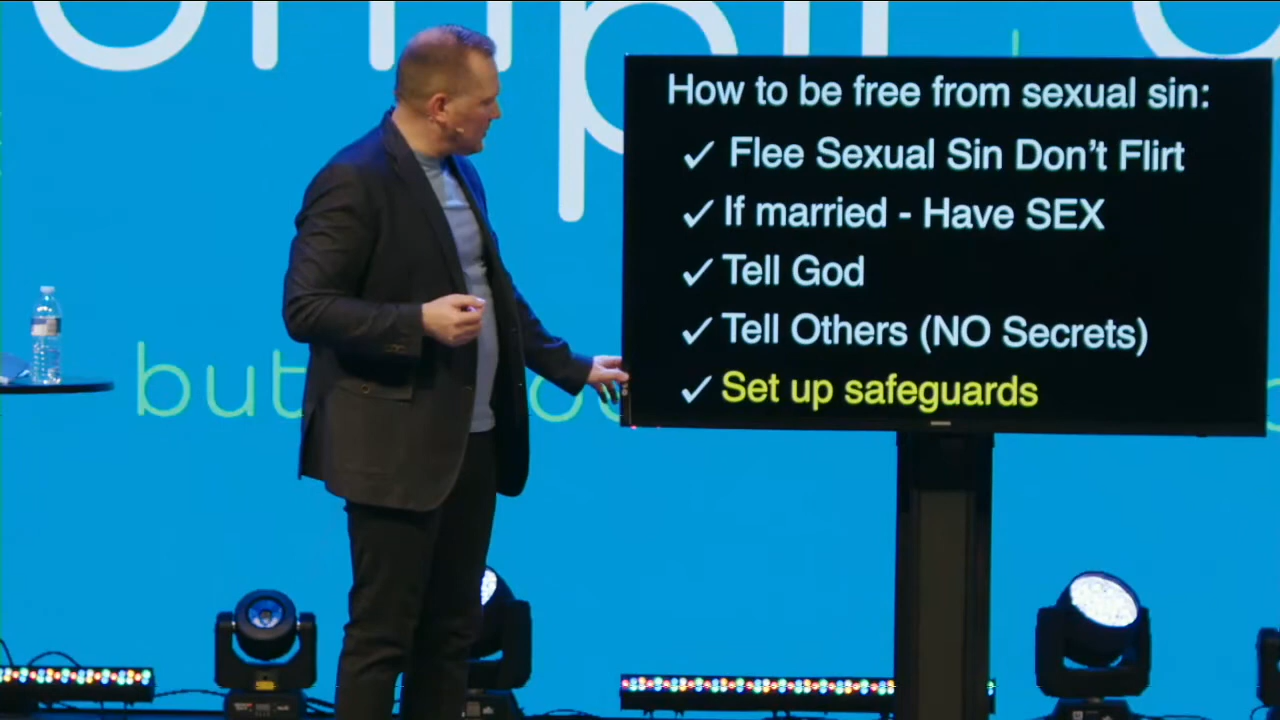 How to be free from sexual sin:
✓ Flee Sexual Sin Don't Flirt
✓ If married - Have SEX
✓ Tell God
✓ Tell Others (NO Secrets)
✓ Set up safeguards
but